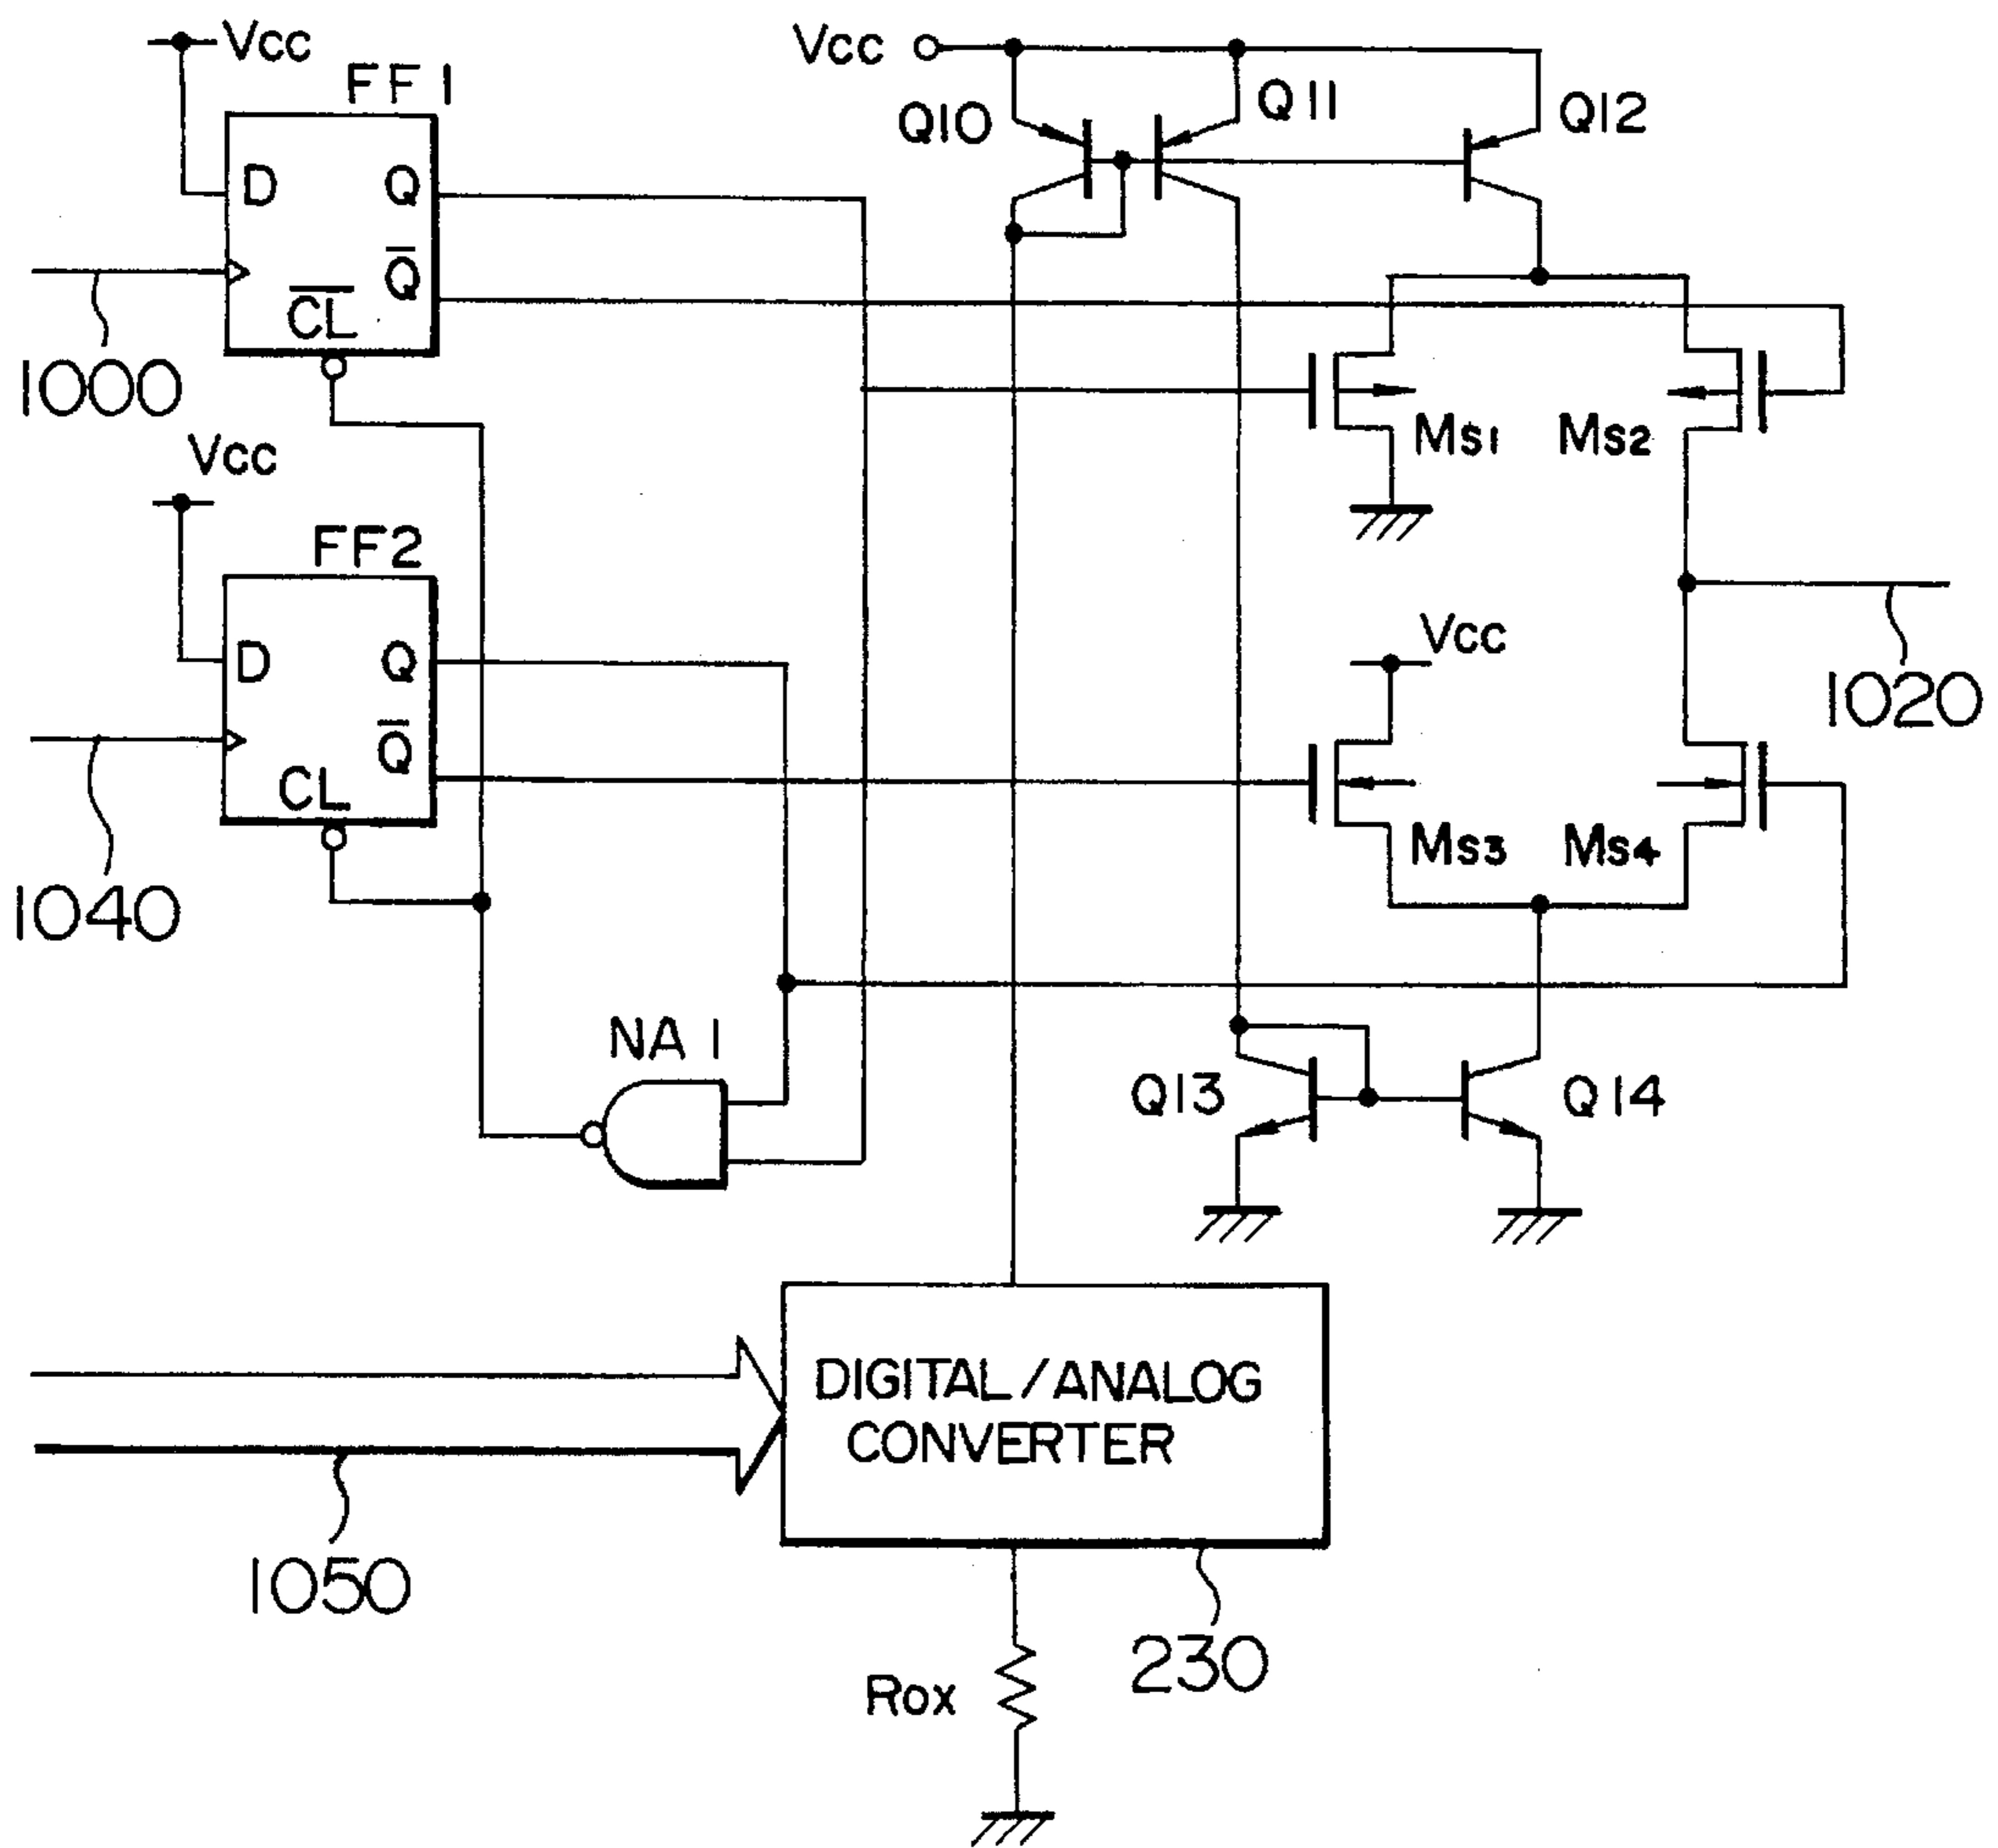 Vcc
FF1
D
Q
Q̅
C̅L̅
1000
Vcc
Q10
Q11
Q12
Ms1
Ms2
Vcc
FF2
D
Q
Q̅
CL
1040
Vcc
1020
Ms3
Ms4
NA1
Q13
Q14
DIGITAL/ANALOG
CONVERTER
1050
230
Rox